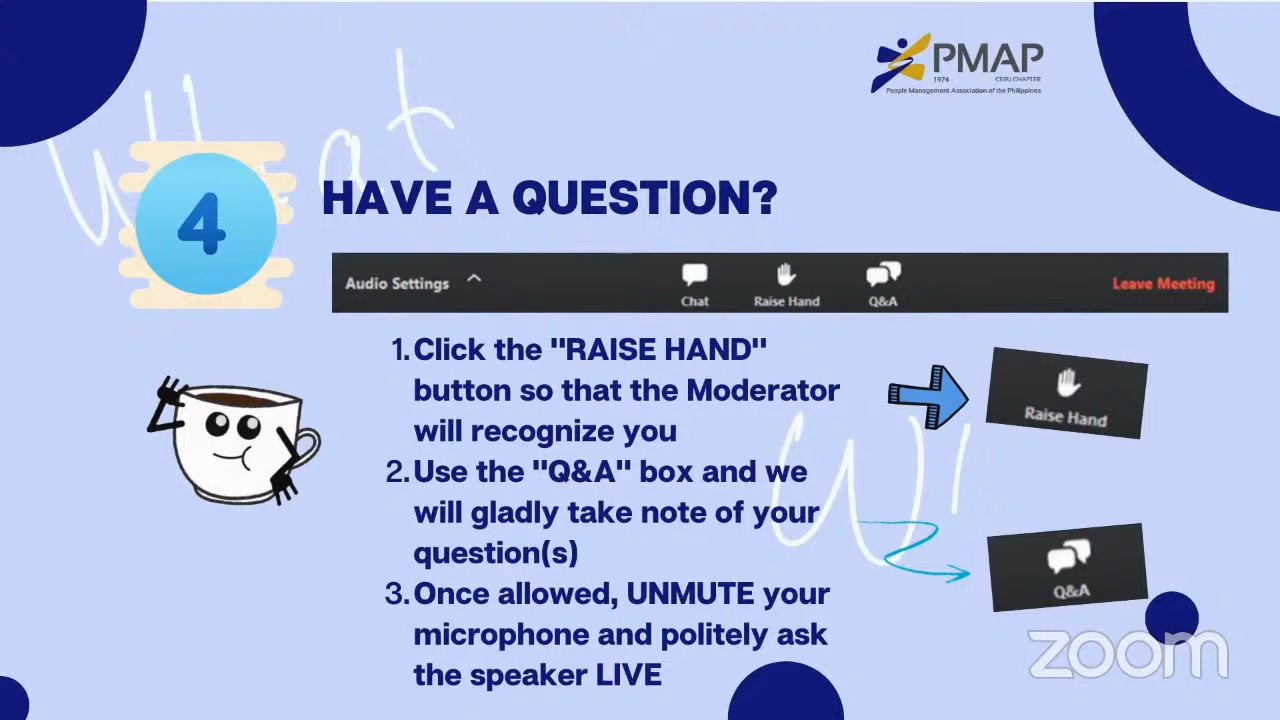 PMAP
1974 CEBU CHAPTER
People Management Association of the Philippines
What
4
HAVE A QUESTION?
Audio Settings
Chat
Raise Hand
Q&A
Leave Meeting
1. Click the "RAISE HAND"
button so that the Moderator
will recognize you
2. Use the "Q&A" box and we
will gladly take note of your
question(s)
3. Once allowed, UNMUTE your
microphone and politely ask
the speaker LIVE
Raise Hand
Q&A
zoom